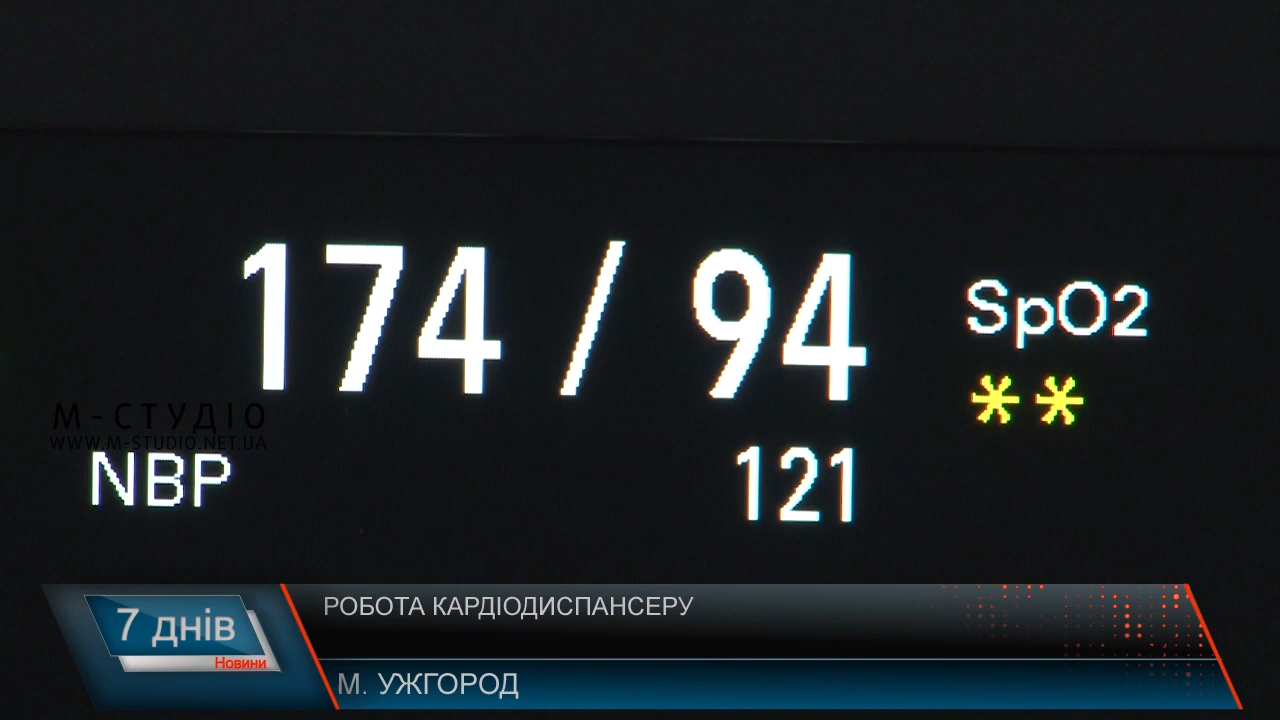 174 / 94
SpO2
**
М-СТУДІО
WWW.M-STUDIO.NET.UA
NBP
121
7 днів
Новини
РОБОТА КАРДІОДИСПАНСЕРУ
М. УЖГОРОД